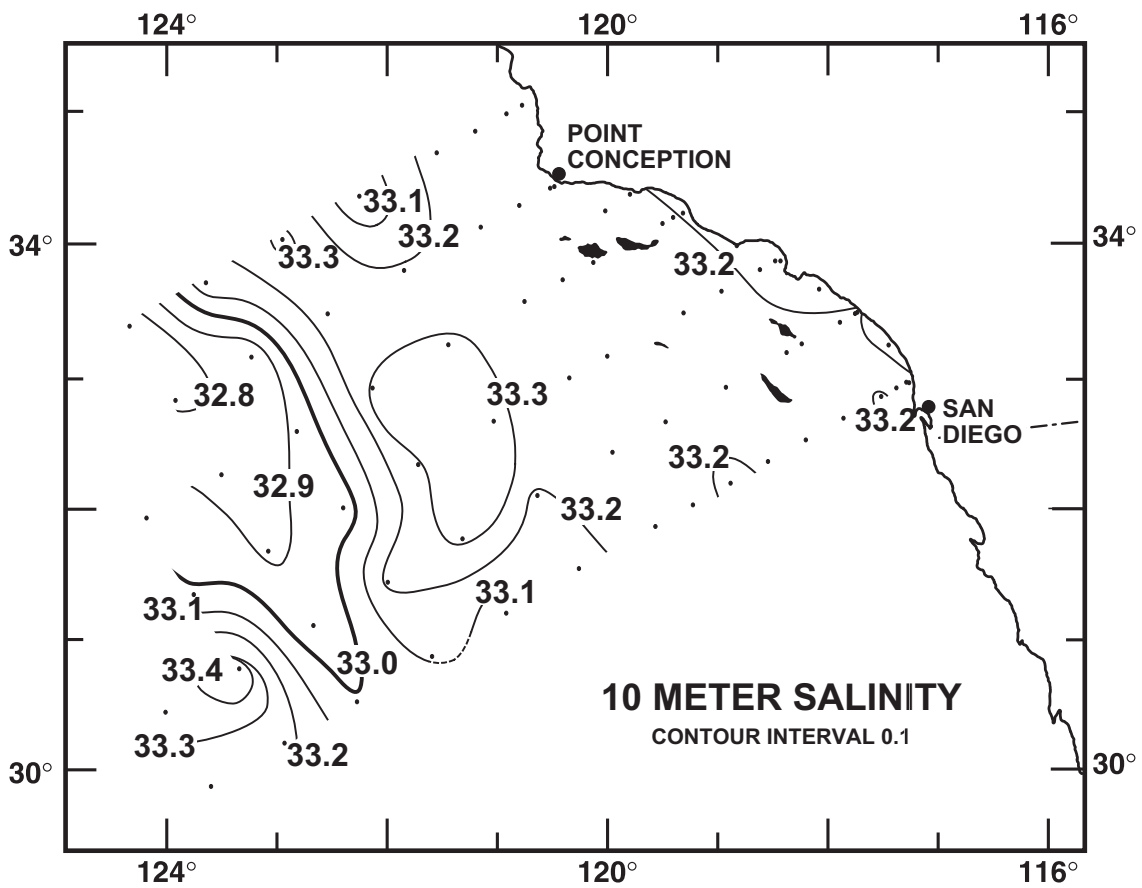 124° 120° 116°
POINT
CONCEPTION
33.1
33.2
34° 33.3 33.2 34°
32.8 33.3
33.2 SAN
DIEGO
33.2
32.9
33.2
33.1
33.1
33.0
33.4
10 METER SALINITY
CONTOUR INTERVAL 0.1
33.3 33.2
30° 30°
124° 120° 116°